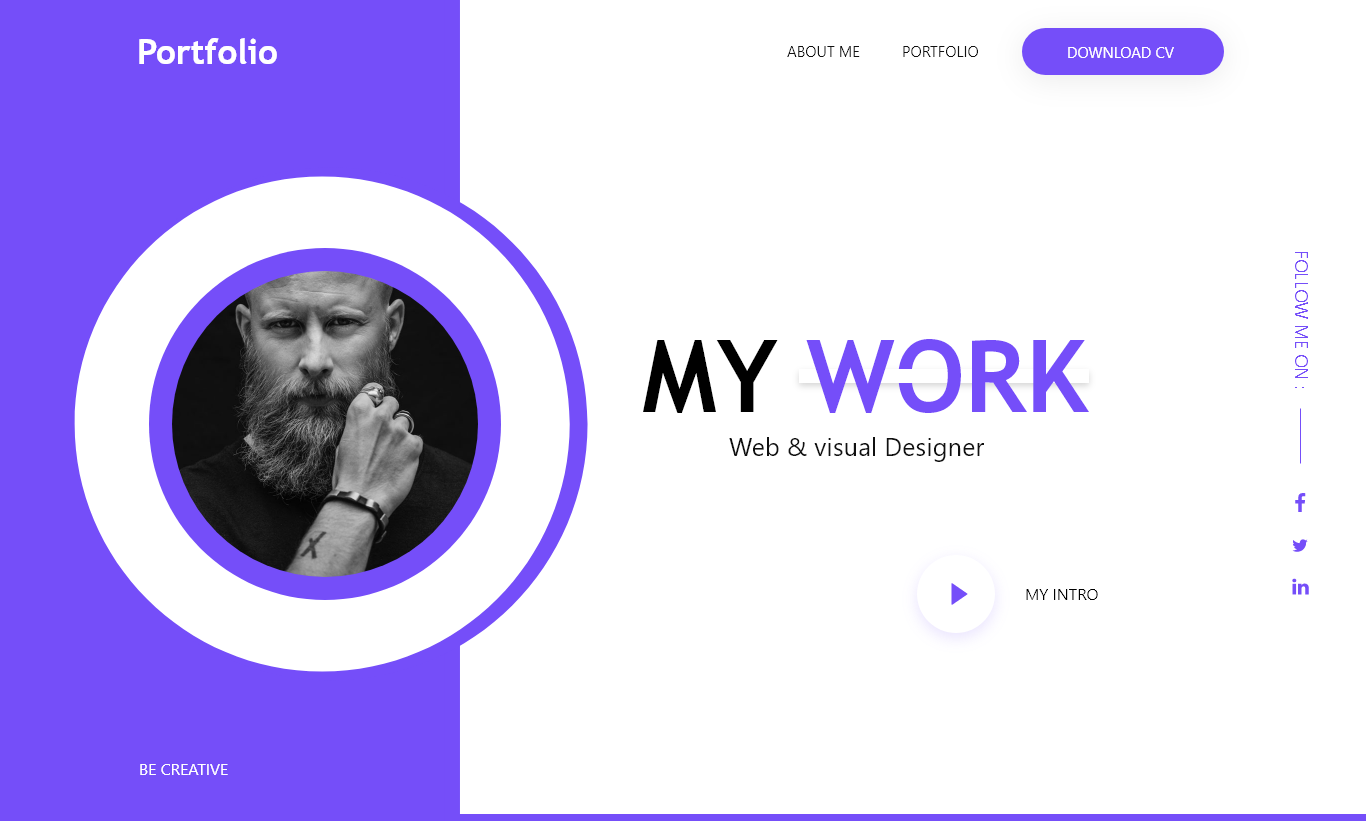 Portfolio
ABOUT ME
PORTFOLIO
DOWNLOAD CV
FOLLOW ME ON :
MY WORK
Web & visual Designer
MY INTRO
BE CREATIVE